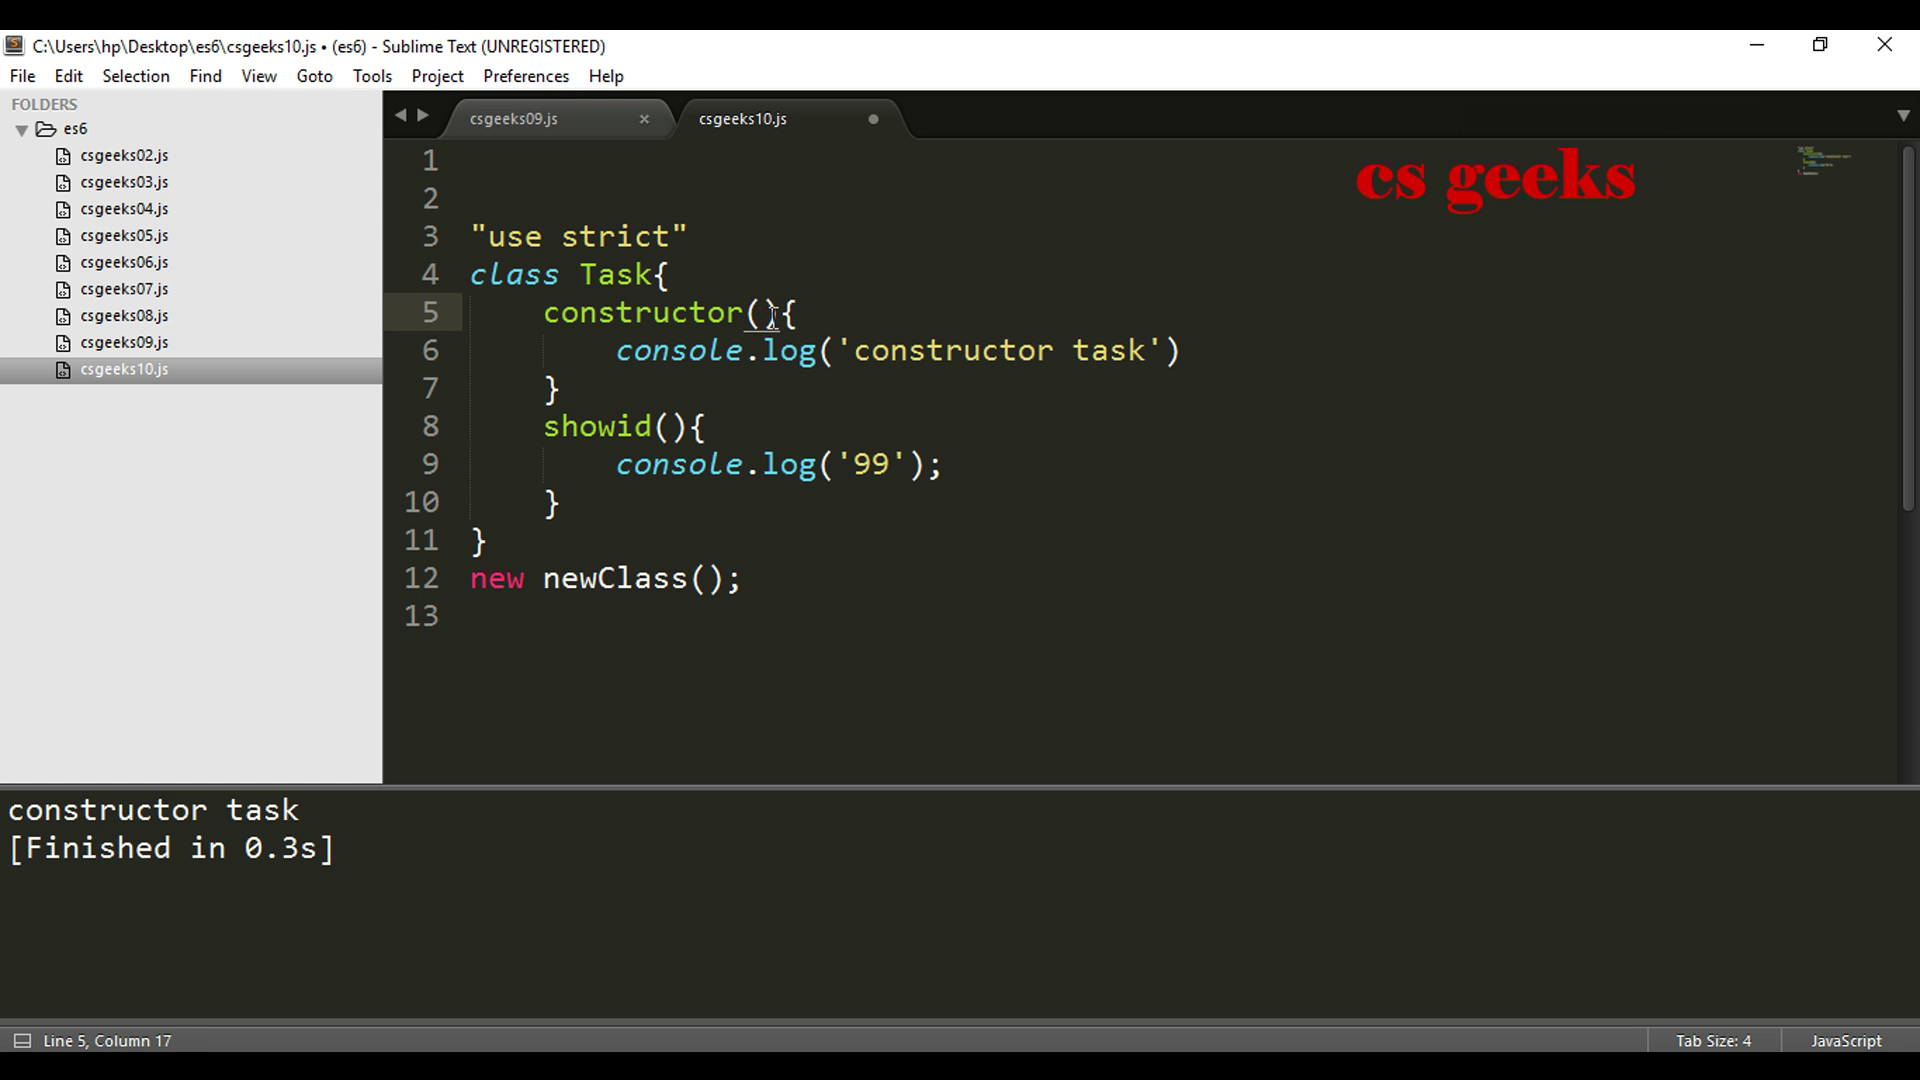 C:\Users\hp\Desktop\es6\csgeeks10.js • (es6) - Sublime Text (UNREGISTERED)
File Edit Selection Find View Goto Tools Project Preferences Help
FOLDERS
es6
csgeeks02.js
csgeeks03.js
csgeeks04.js
csgeeks05.js
csgeeks06.js
csgeeks07.js
csgeeks08.js
csgeeks09.js
csgeeks10.js
csgeeks09.js × csgeeks10.js
cs geeks
1
2
3 "use strict"
4 class Task{
5     constructor(){
6         console.log('constructor task')
7     }
8     showid(){
9         console.log('99');
10     }
11 }
12 new newClass();
13
constructor task
[Finished in 0.3s]
Line 5, Column 17 Tab Size: 4 JavaScript